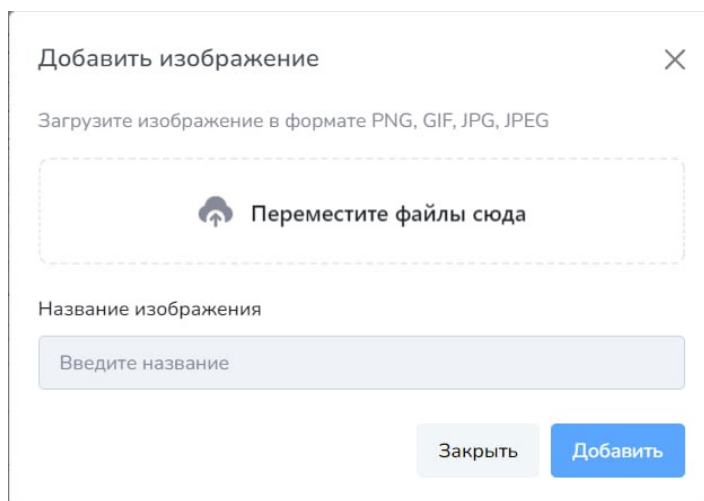 Добавить изображение
Загрузите изображение в формате PNG, GIF, JPG, JPEG
Переместите файлы сюда
Название изображения
Введите название
Закрыть Добавить